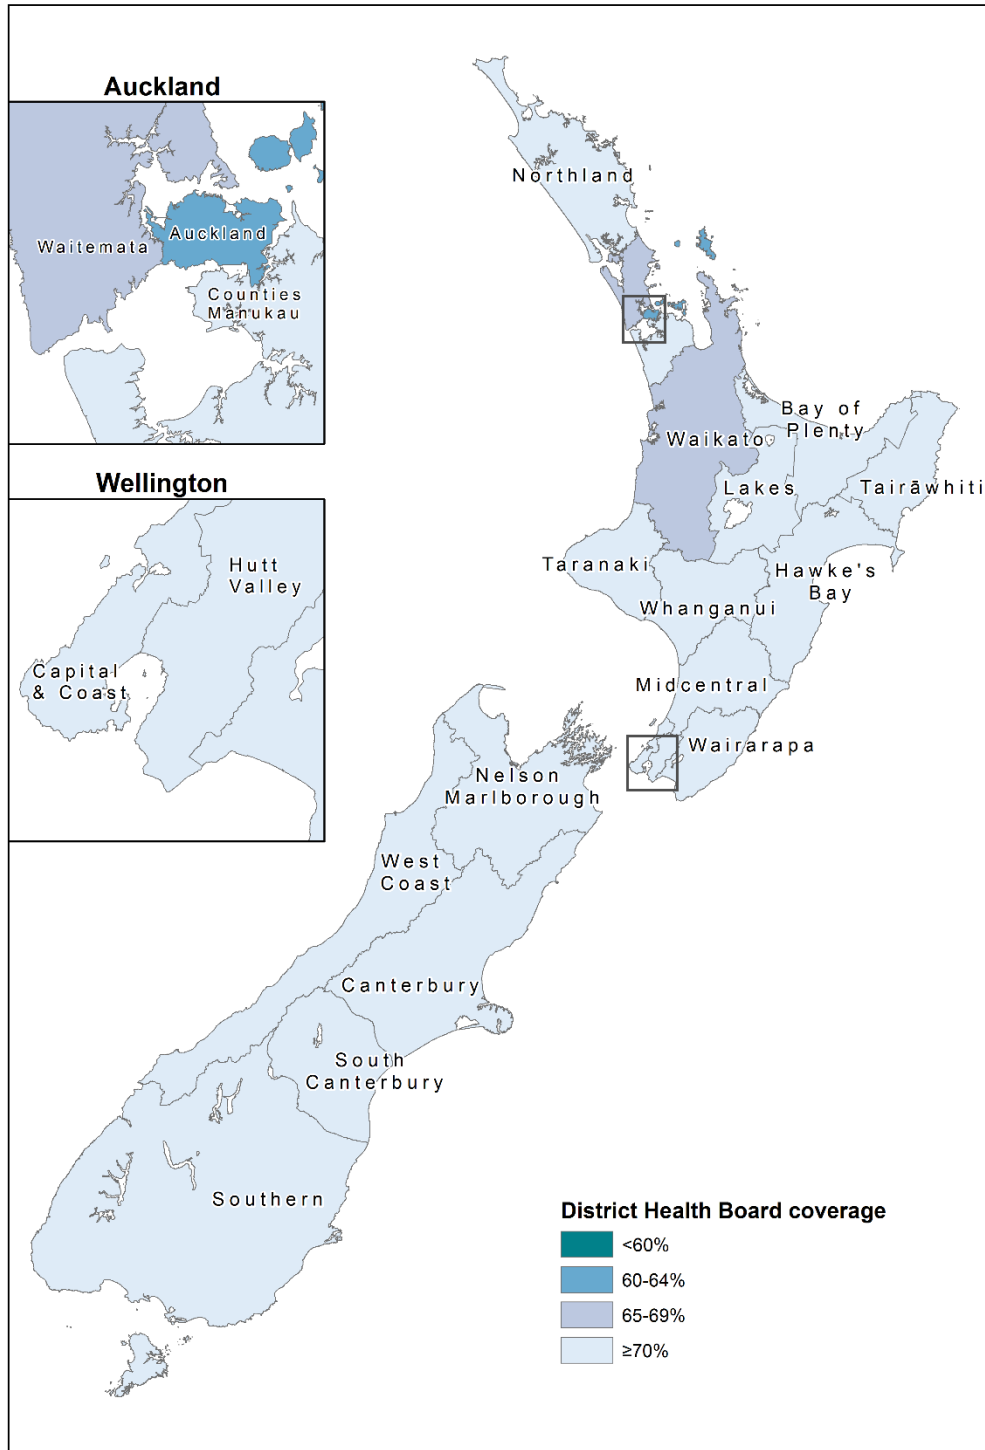 Auckland
Waitemata
Auckland
Counties
Manukau
Wellington
Hutt
Valley
Capital
& Coast
Northland
Bay of
Plenty
Waikato
Lakes
Tairāwhiti
Taranaki
Hawke's
Bay
Whanganui
Midcentral
Wairarapa
Nelson
Marlborough
West
Coast
Canterbury
South
Canterbury
Southern
District Health Board coverage
<60%
60-64%
65-69%
≥70%